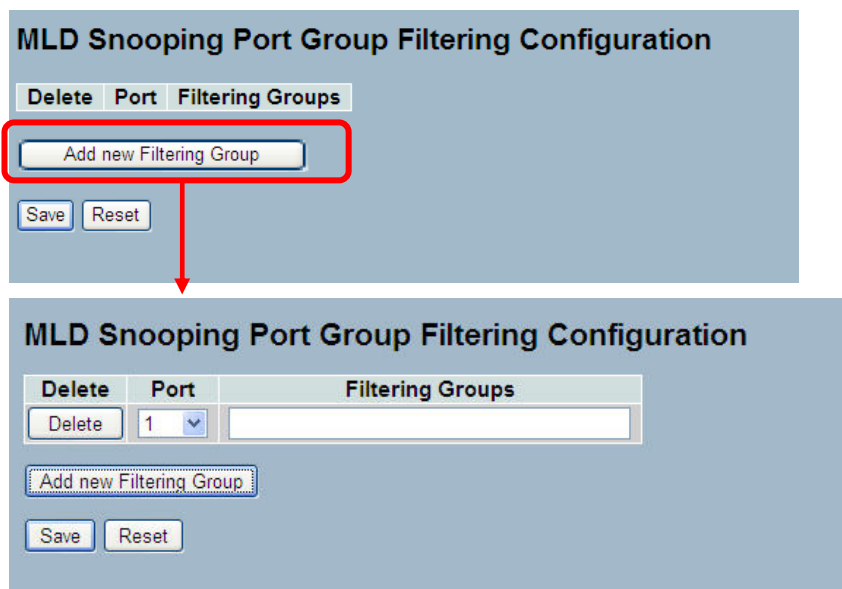 MLD Snooping Port Group Filtering Configuration
Delete Port Filtering Groups
Add new Filtering Group
Save Reset
MLD Snooping Port Group Filtering Configuration
Delete Port Filtering Groups
Delete 1
Add new Filtering Group
Save Reset